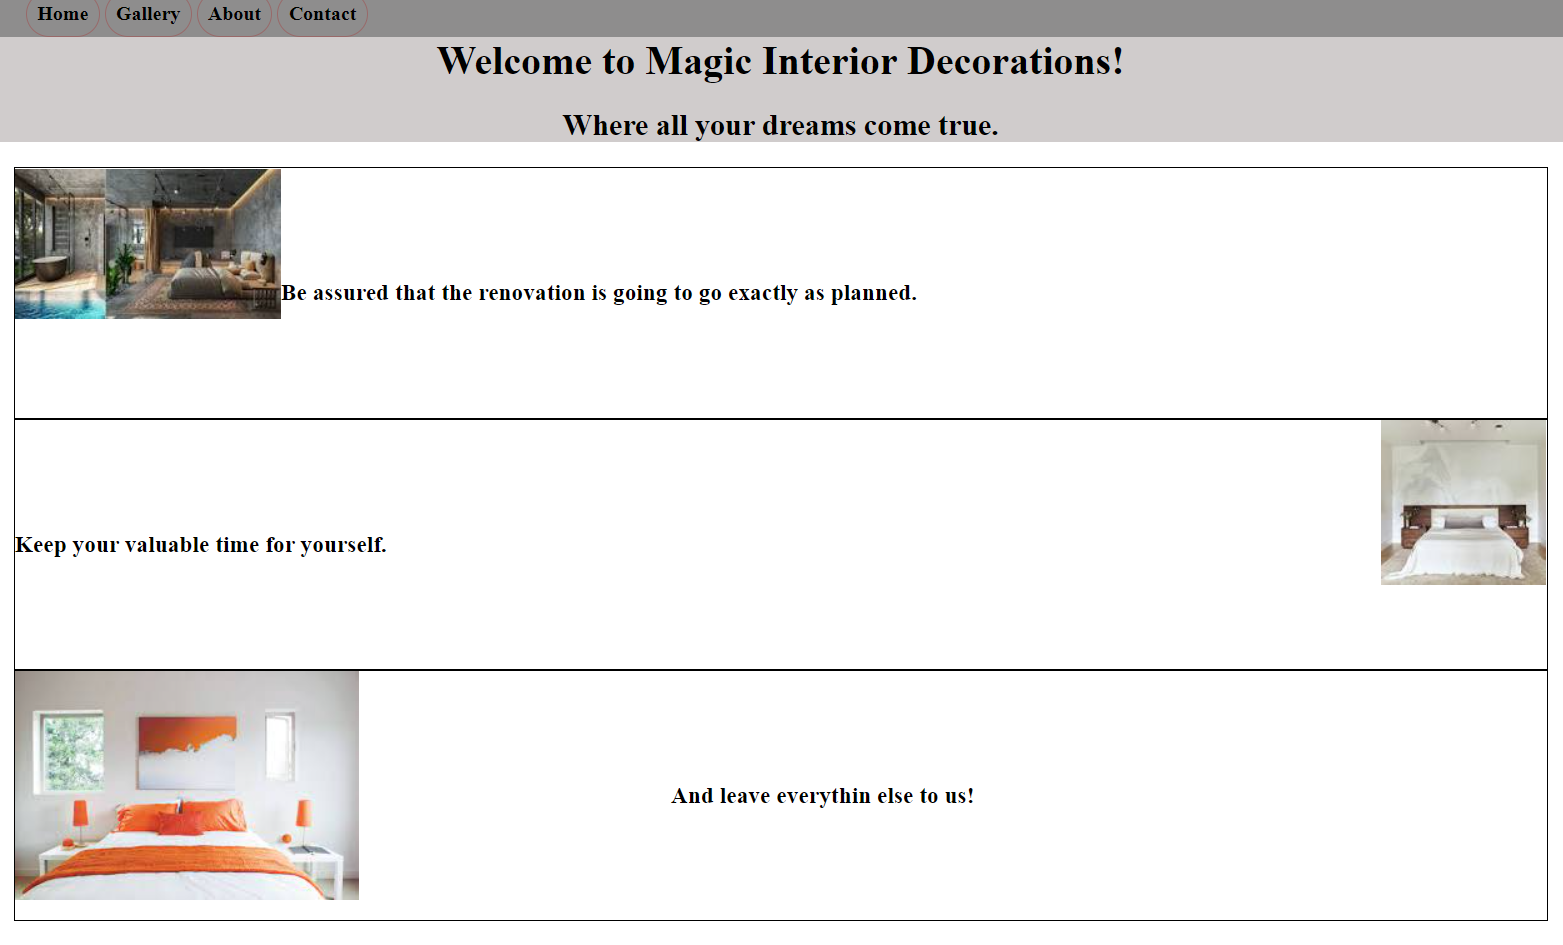 Home Gallery About Contact
Welcome to Magic Interior Decorations!
Where all your dreams come true.
Be assured that the renovation is going to go exactly as planned.
Keep your valuable time for yourself.
And leave everythin else to us!